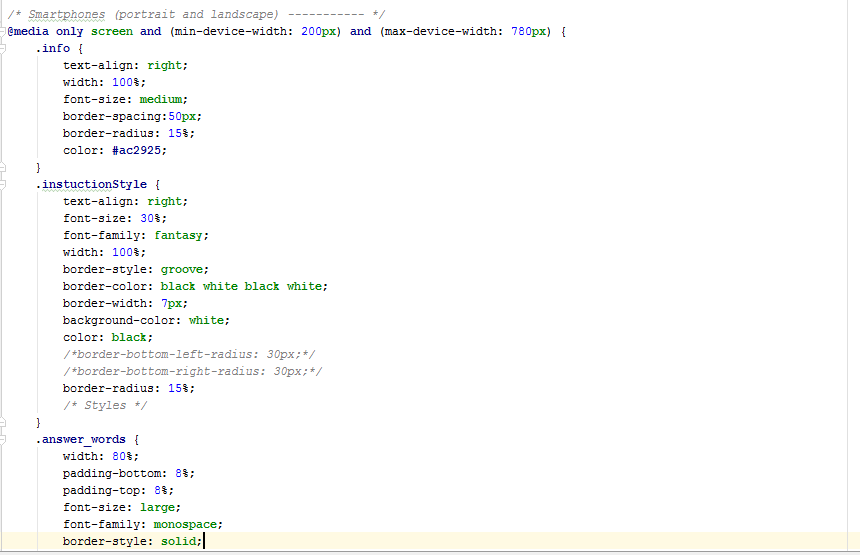 /* Smartphones (portrait and landscape) ----------- */
@media only screen and (min-device-width: 200px) and (max-device-width: 780px) {
    .info {
        text-align: right;
        width: 100%;
        font-size: medium;
        border-spacing:50px;
        border-radius: 15%;
        color: #ac2925;
    }
    .instuctionStyle {
        text-align: right;
        font-size: 30%;
        font-family: fantasy;
        width: 100%;
        border-style: groove;
        border-color: black white black white;
        border-width: 7px;
        background-color: white;
        color: black;
        /*border-bottom-left-radius: 30px;*/
        /*border-bottom-right-radius: 30px;*/
        border-radius: 15%;
        /* Styles */
    }
    .answer_words {
        width: 80%;
        padding-bottom: 8%;
        padding-top: 8%;
        font-size: large;
        font-family: monospace;
        border-style: solid;